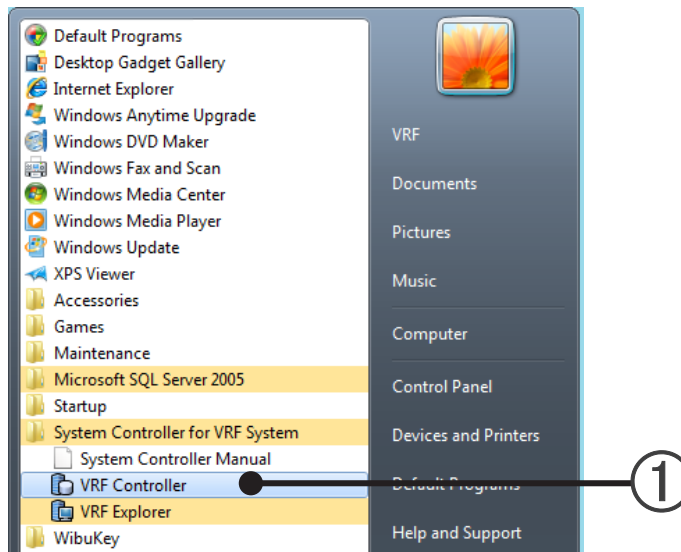 Default Programs
Desktop Gadget Gallery
Internet Explorer
Windows Anytime Upgrade
Windows DVD Maker
Windows Fax and Scan
Windows Media Center
Windows Media Player
Windows Update
XPS Viewer
Accessories
Games
Maintenance
Microsoft SQL Server 2005
Startup
System Controller for VRF System
System Controller Manual
VRF Controller
VRF Explorer
WibuKey
VRF
Documents
Pictures
Music
Computer
Control Panel
Devices and Printers
Default Programs
Help and Support
①